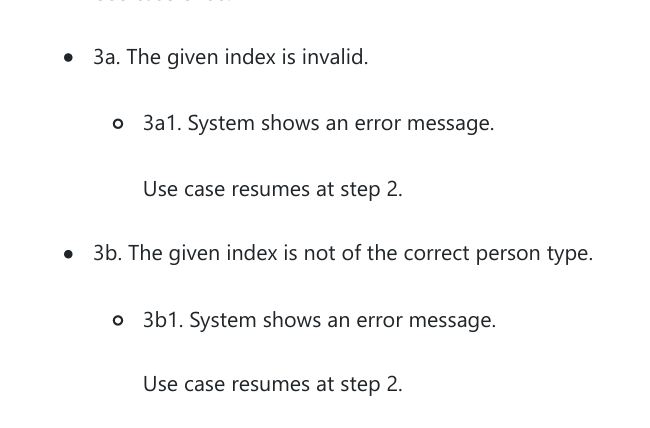 3a. The given index is invalid.
3a1. System shows an error message.
Use case resumes at step 2.
3b. The given index is not of the correct person type.
3b1. System shows an error message.
Use case resumes at step 2.